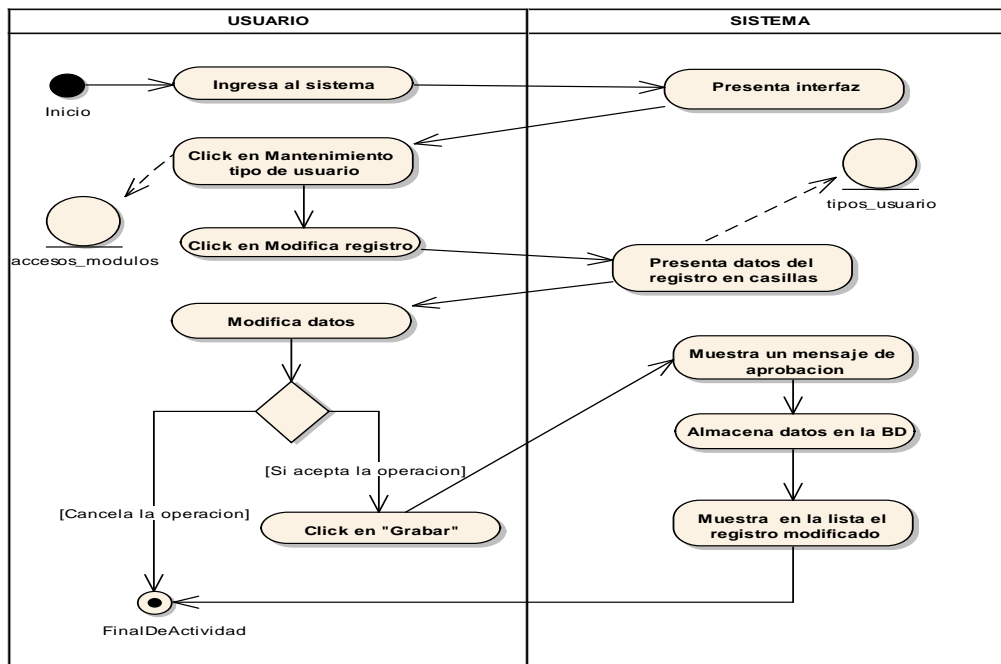 USUARIO
SISTEMA
Inicio
Ingresa al sistema
Presenta interfaz
Click en Mantenimiento
tipo de usuario
accesos_modulos
tipos_usuario
Click en Modifica registro
Presenta datos del
registro en casillas
Modifica datos
Muestra un mensaje de
aprobacion
Almacena datos en la BD
[Si acepta la operacion]
[Cancela la operacion]
Click en "Grabar"
Muestra en la lista el
registro modificado
FinalDeActividad